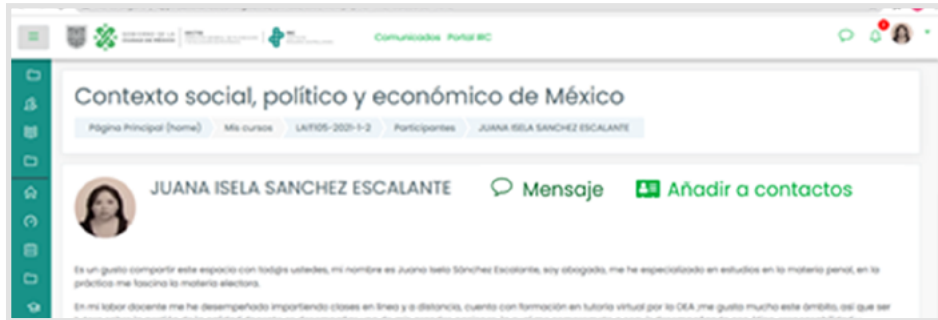 Comunicados Portal IRC
Contexto social, político y económico de México
Página Principal (home) Mis cursos LAIT105-2021-1-2 Participantes JUANA ISELA SANCHEZ ESCALANTE
JUANA ISELA SANCHEZ ESCALANTE Mensaje Añadir a contactos
Es un gusto compartir este espacio con tod@s ustedes, mi nombre es Juana Isela Sánchez Escalante, soy abogada, me he especializado en estudios en la materia penal, en la
práctica me fascina la materia electora.
En mi labor docente me he desempeñado impartiendo clases en línea y a distancia, cuento con formación en tutoría virtual por la OEA ,me gusta mucho este ámbito, así que ser